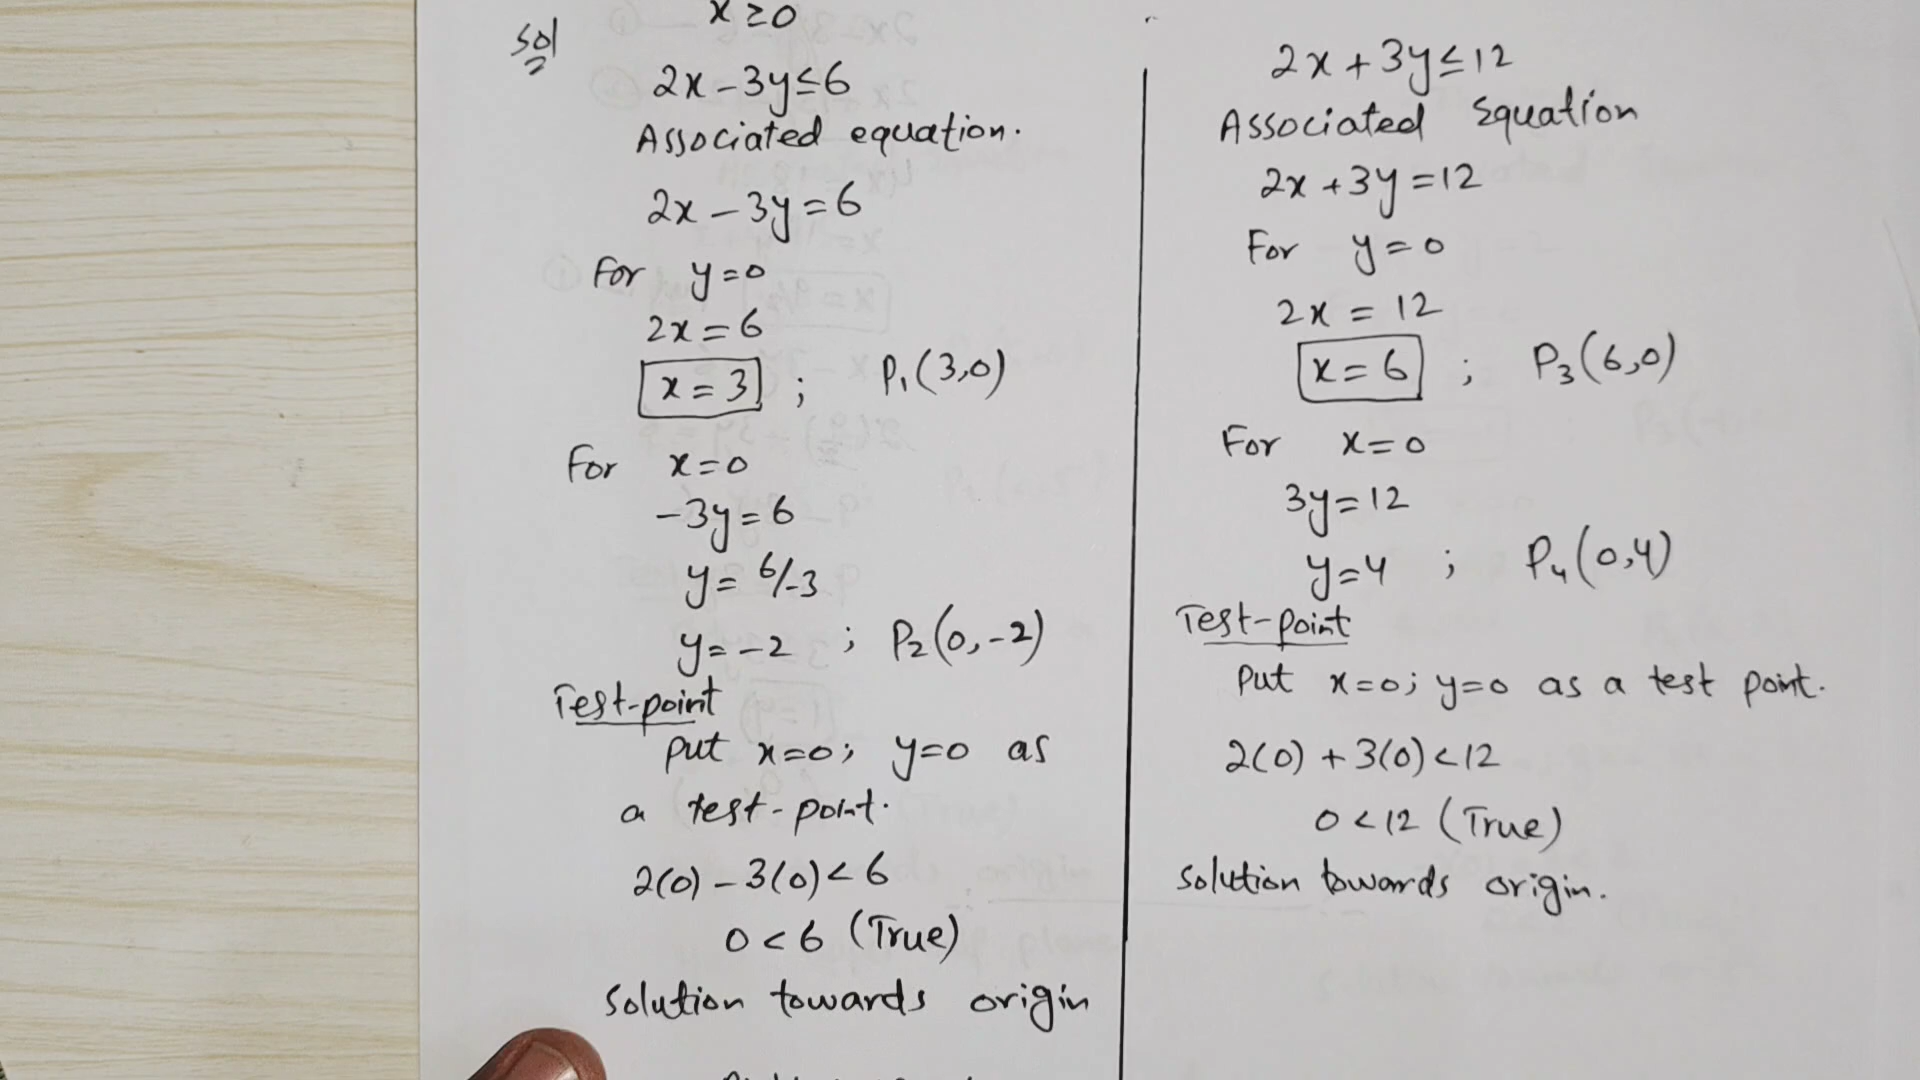 x ≥ 0
Sol
2x - 3y ≤ 6
Associated equation.
2x - 3y = 6
For y = 0
2x = 6
x = 3 ; P₁(3,0)
For x = 0
-3y = 6
y = 6/-3
y = -2 ; P₂(0,-2)
Test-point
put x=0; y=0 as
a test-point.
2(0) - 3(0) < 6
0 < 6 (True)
Solution towards origin
2x + 3y ≤ 12
Associated Equation
2x + 3y = 12
For y = 0
2x = 12
x = 6 ; P₃(6,0)
For x = 0
3y = 12
y = 4 ; P₄(0,4)
Test-point
Put x=0; y=0 as a test point.
2(0) + 3(0) < 12
0 < 12 (True)
Solution towards origin.